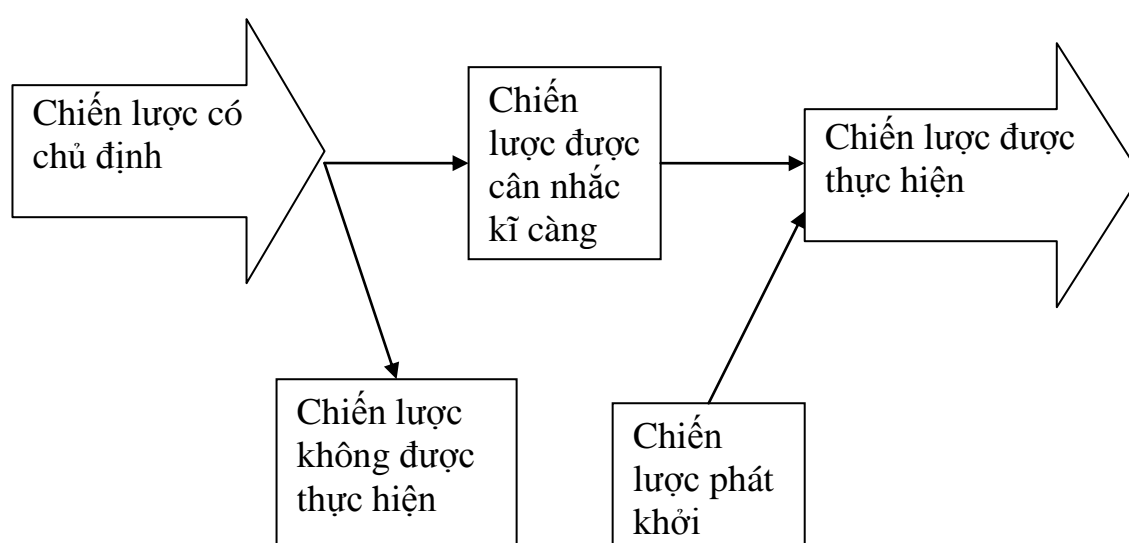 Chiến lược có
chủ định
Chiến
lược được
cân nhắc
kĩ càng
Chiến lược được
thực hiện
Chiến lược
không được
thực hiện
Chiến
lược phát
khởi